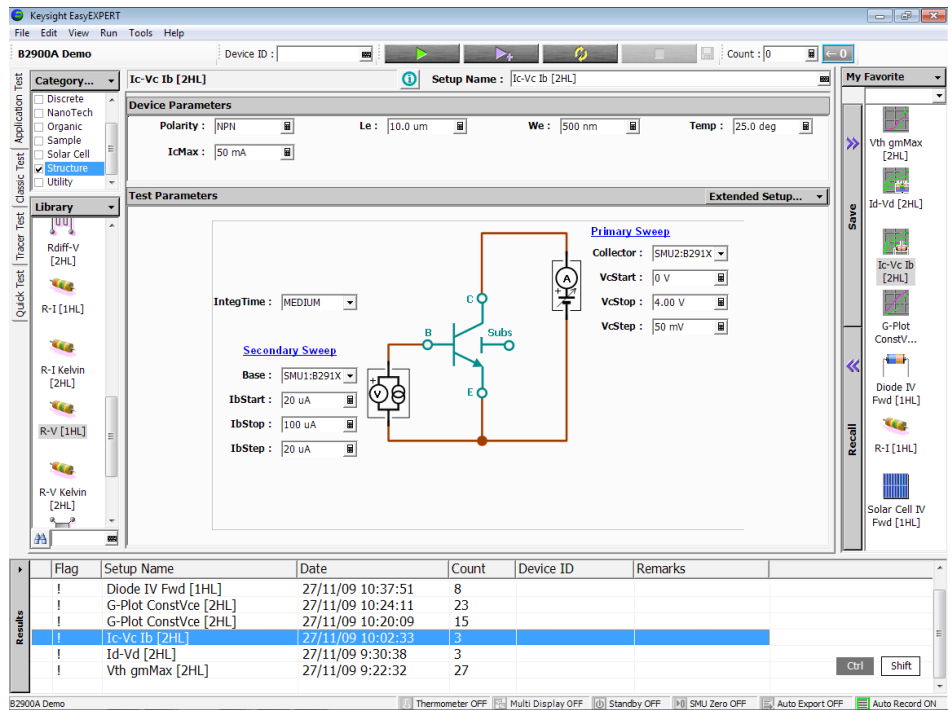 Keysight EasyEXPERT
File Edit View Run Tools Help
B2900A Demo Device ID : Count : 0 0
Application Test
Classic Test
Tracer Test
Quick Test
Category...
Discrete
NanoTech
Organic
Sample
Solar Cell
Structure
Utility
Library
Rdiff-V
[2HL]
R-I [1HL]
R-I Kelvin
[2HL]
R-V [1HL]
R-V Kelvin
[2HL]
Ic-Vc Ib [2HL] Setup Name : Ic-Vc Ib [2HL]
Device Parameters
Polarity : NPN Le : 10.0 um We : 500 nm Temp : 25.0 deg
IcMax : 50 mA
Test Parameters Extended Setup...
Primary Sweep
Collector : SMU2:B291X
VcStart : 0 V
VcStop : 4.00 V
VcStep : 50 mV
IntegTime : MEDIUM
C
B
Subs
E
A
V
+
+
Secondary Sweep
Base : SMU1:B291X
IbStart : 20 uA
IbStop : 100 uA
IbStep : 20 uA
My Favorite
Save
Recall
Vth gmMax
[2HL]
Id-Vd [2HL]
Ic-Vc Ib
[2HL]
G-Plot
ConstV...
Diode IV
Fwd [1HL]
R-I [1HL]
Solar Cell IV
Fwd [1HL]
Results
Flag Setup Name Date Count Device ID Remarks
! Diode IV Fwd [1HL] 27/11/09 10:37:51 8
! G-Plot ConstVce [2HL] 27/11/09 10:24:11 23
! G-Plot ConstVce [2HL] 27/11/09 10:20:09 15
! Ic-Vc Ib [2HL] 27/11/09 10:02:33 3
! Id-Vd [2HL] 27/11/09 9:30:38 3
! Vth gmMax [2HL] 27/11/09 9:22:32 27
Ctrl Shift
B2900A Demo Thermometer OFF Multi Display OFF Standby OFF SMU Zero OFF Auto Export OFF Auto Record ON